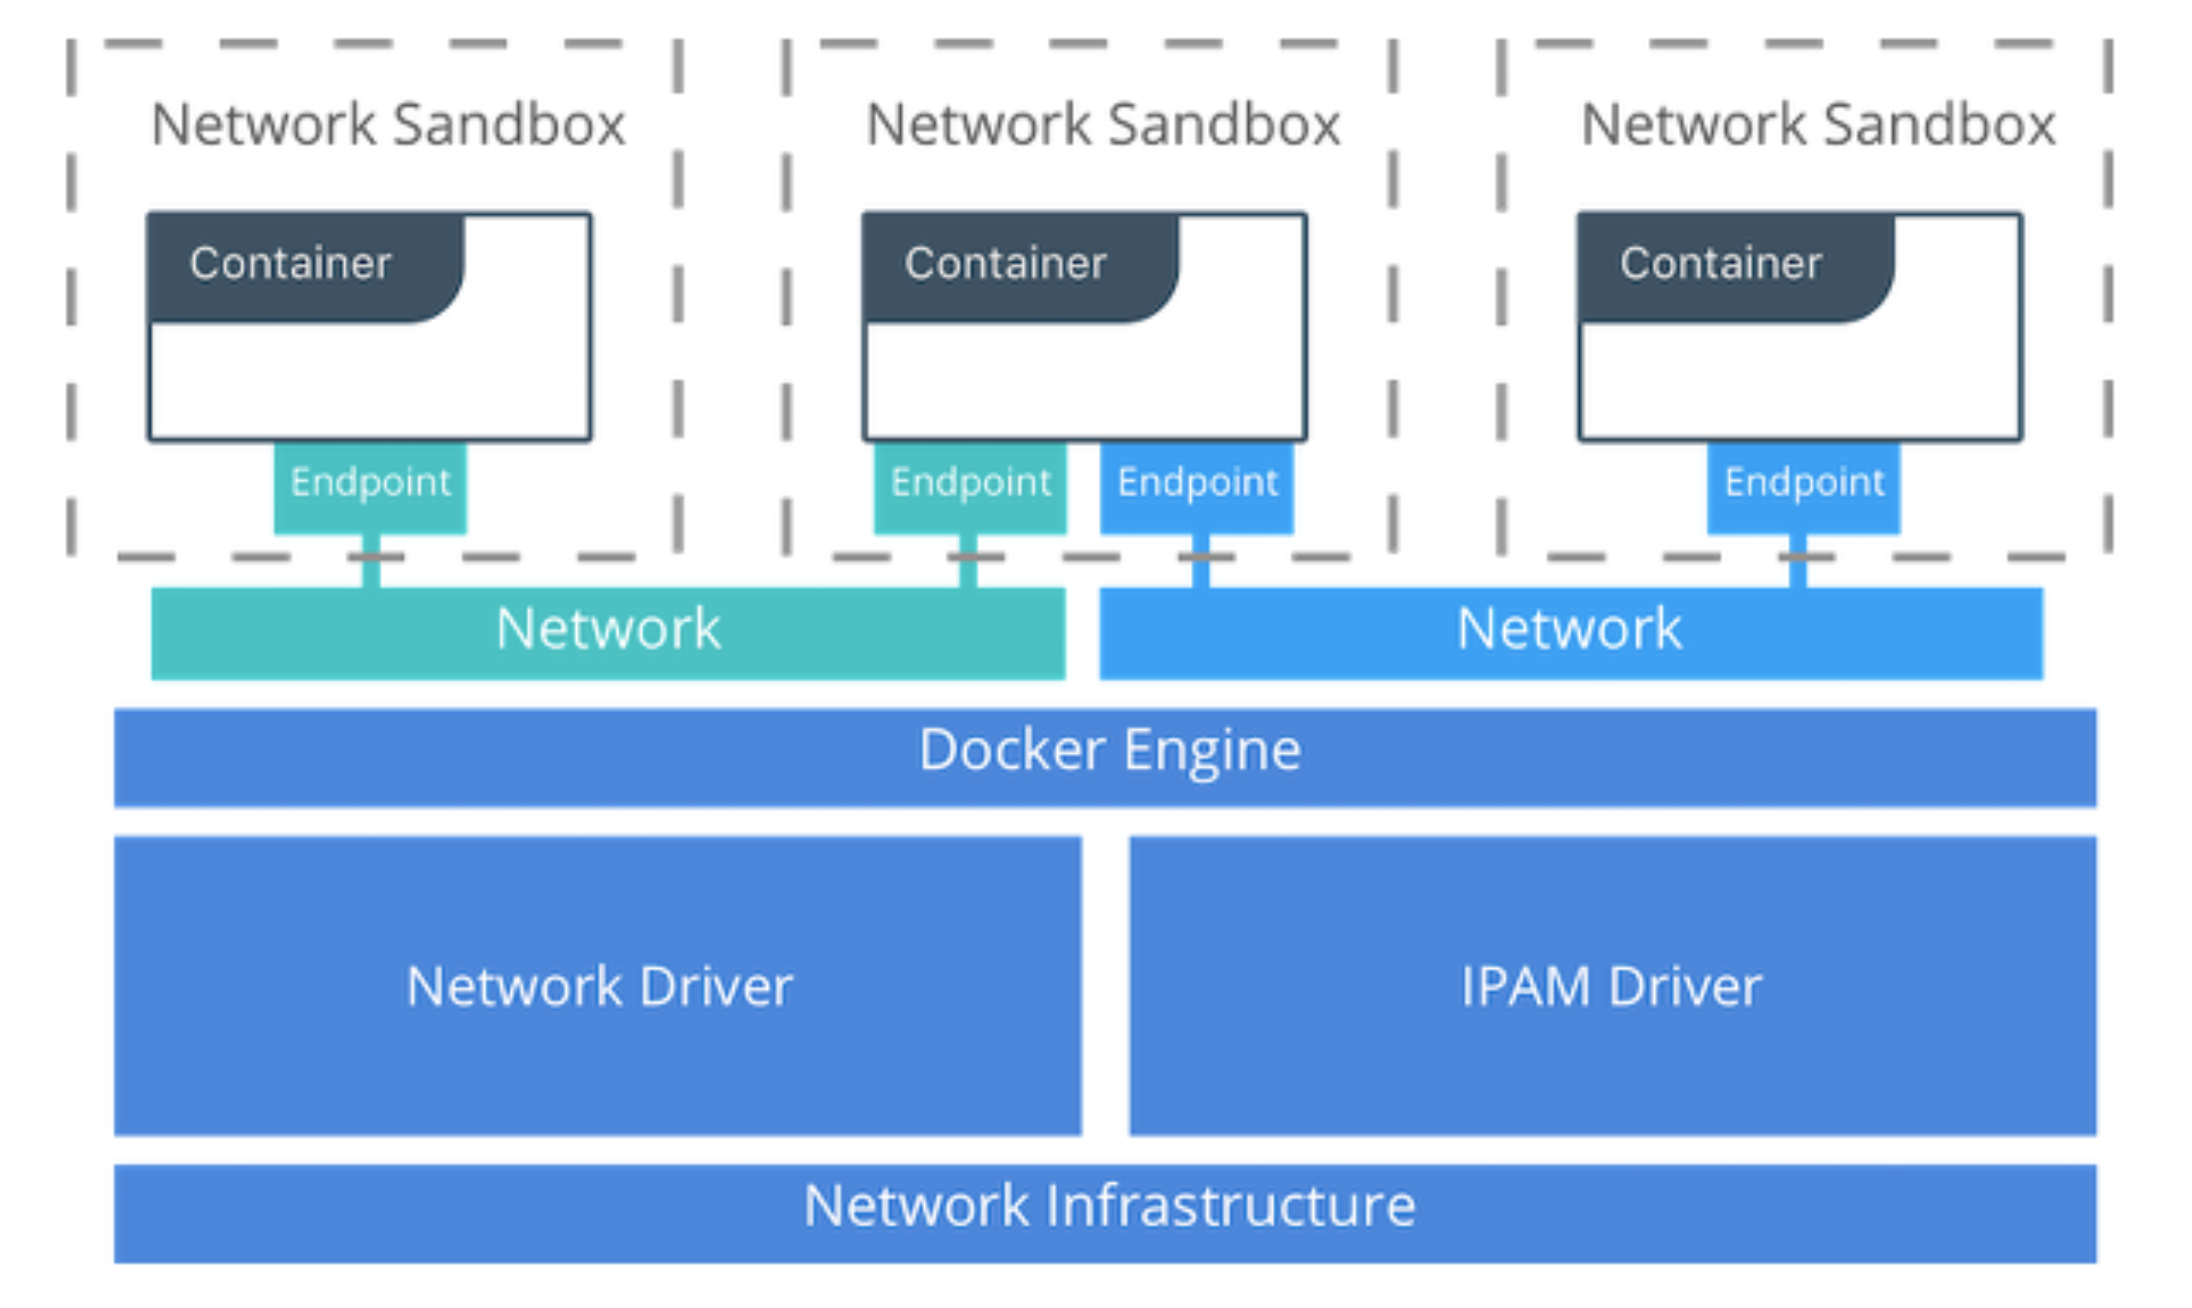 Network Sandbox
Network Sandbox
Network Sandbox
Container
Container
Container
Endpoint
Endpoint
Endpoint
Endpoint
Network
Network
Docker Engine
Network Driver
IPAM Driver
Network Infrastructure